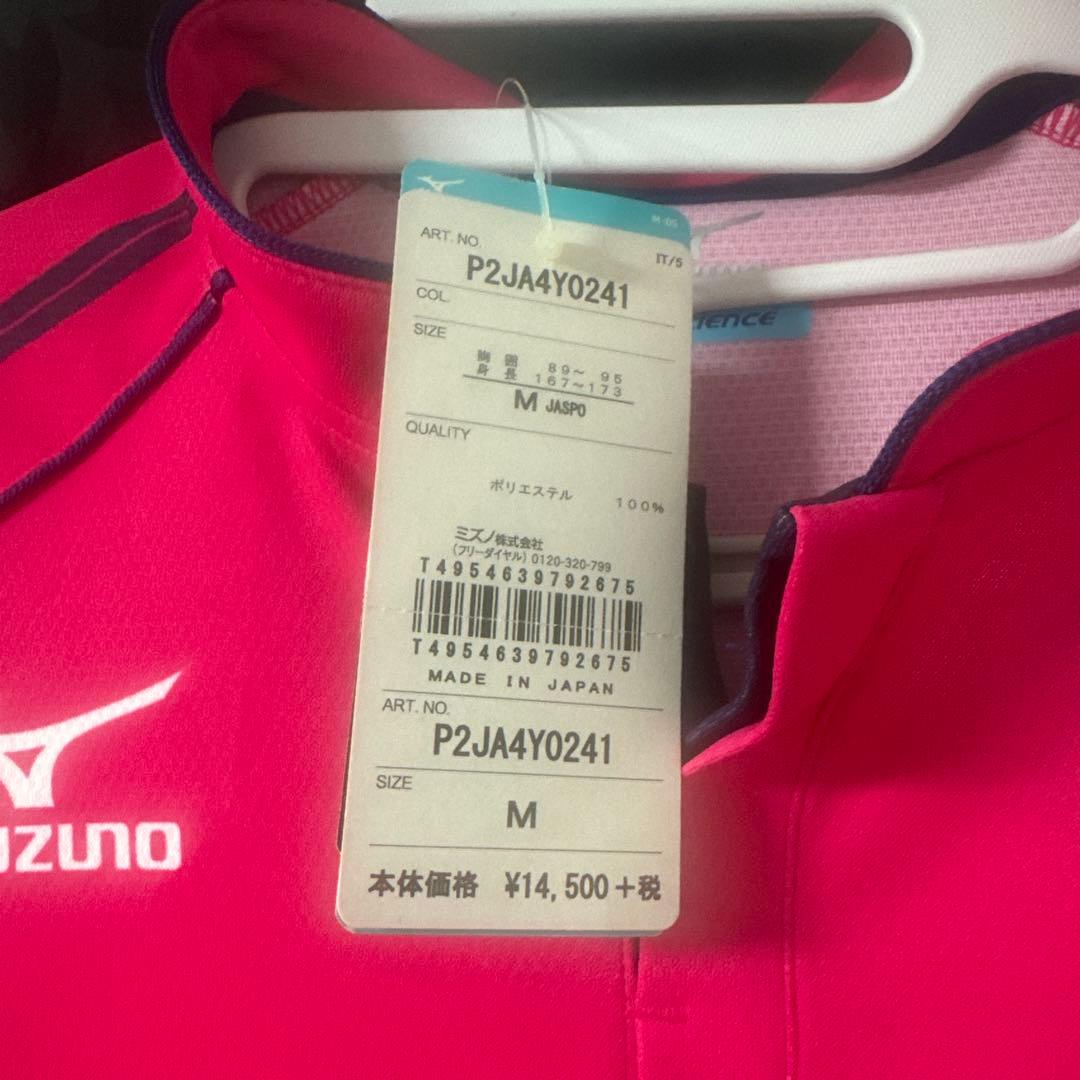 M-DS
ART. NO.
IT/5
P2JA4Y0241
COL.
SIZE
胸囲 89～ 95
身長 167～173
M JASPO
QUALITY
ポリエステル 100%
ミズノ株式会社
(フリーダイヤル) 0120-320-799
T4954639792675
T4954639792675
MADE IN JAPAN
ART. NO.
P2JA4Y0241
SIZE
M
本体価格 ¥14,500+税
IENCE
UZUNO